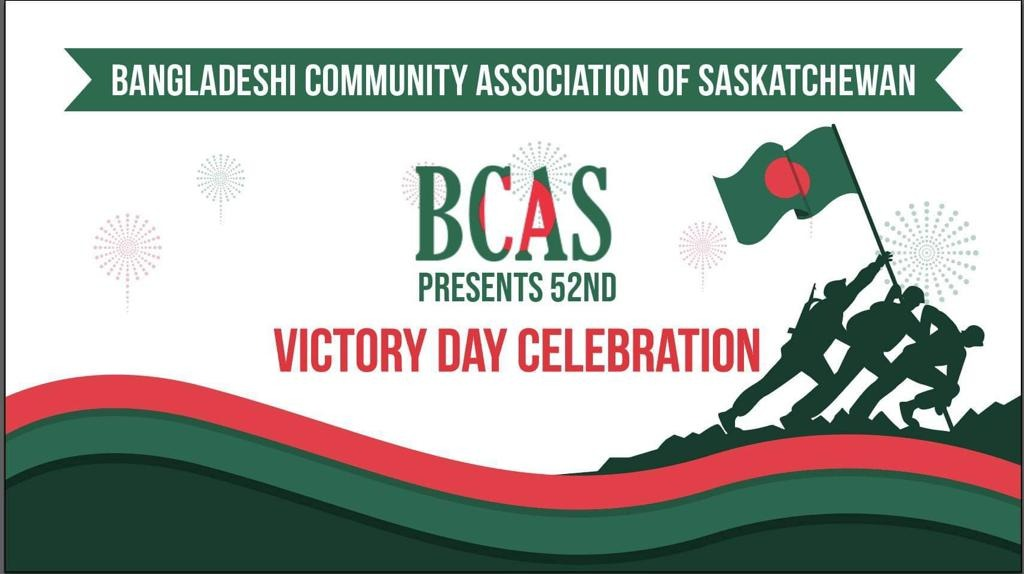 BANGLADESHI COMMUNITY ASSOCIATION OF SASKATCHEWAN
BCAS
PRESENTS 52ND
VICTORY DAY CELEBRATION